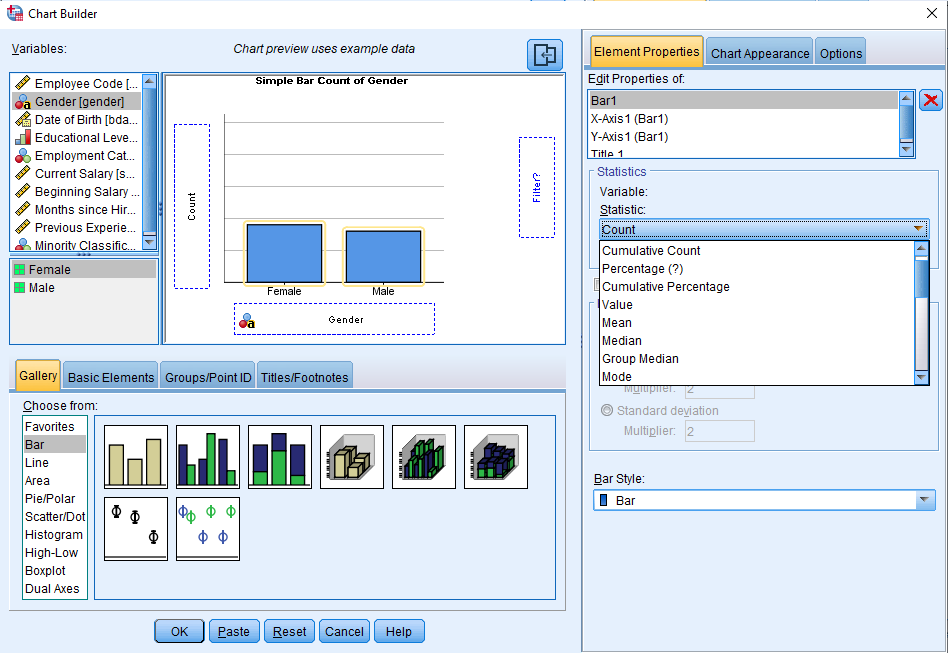 Chart Builder
Variables:
Chart preview uses example data
Employee Code [...
Gender [gender]
Date of Birth [bda...
Educational Leve...
Employment Cat...
Current Salary [s...
Beginning Salary ...
Months since Hir...
Previous Experie...
Minority Classific...
Female
Male
Simple Bar Count of Gender
Count
Filter?
Female
Male
Gender
Gallery
Basic Elements
Groups/Point ID
Titles/Footnotes
Choose from:
Favorites
Bar
Line
Area
Pie/Polar
Scatter/Dot
Histogram
High-Low
Boxplot
Dual Axes
OK
Paste
Reset
Cancel
Help
Element Properties
Chart Appearance
Options
Edit Properties of:
Bar1
X-Axis1 (Bar1)
Y-Axis1 (Bar1)
Title 1
Statistics
Variable:
Statistic:
Count
Cumulative Count
Percentage (?)
Cumulative Percentage
Value
Mean
Median
Group Median
Mode
Multiplier: 2
Standard deviation
Multiplier: 2
Bar Style:
Bar